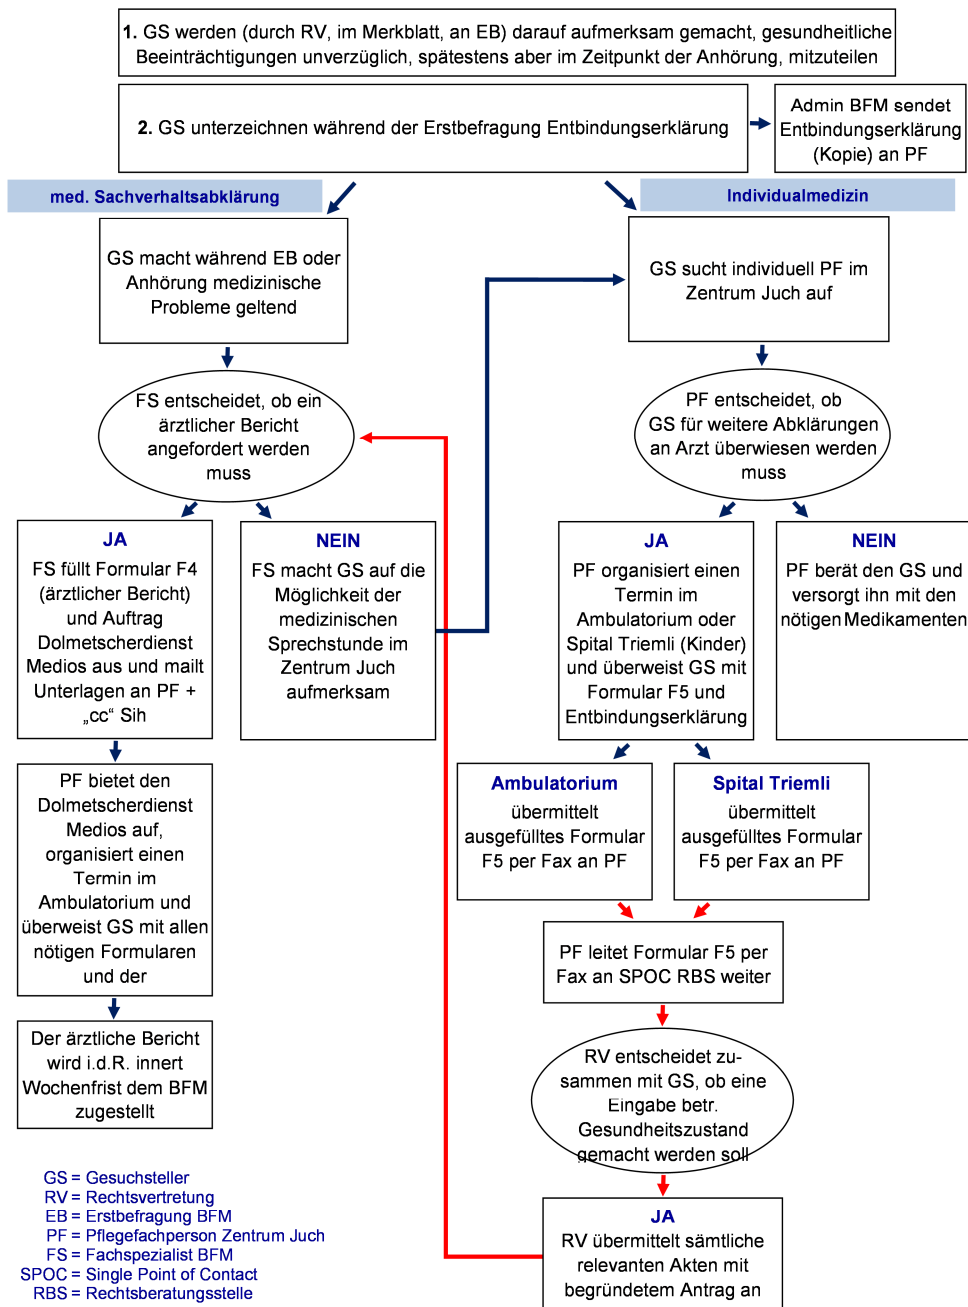 1. GS werden (durch RV, im Merkblatt, an EB) darauf aufmerksam gemacht, gesundheitliche
Beeinträchtigungen unverzüglich, spätestens aber im Zeitpunkt der Anhörung, mitzuteilen
2. GS unterzeichnen während der Erstbefragung Entbindungserklärung
Admin BFM sendet
Entbindungserklärung
(Kopie) an PF
med. Sachverhaltsabklärung
Individualmedizin
GS macht während EB oder
Anhörung medizinische
Probleme geltend
GS sucht individuell PF im
Zentrum Juch auf
FS entscheidet, ob ein
ärztlicher Bericht
angefordert werden
muss
PF entscheidet, ob
GS für weitere Abklärungen
an Arzt überwiesen werden
muss
JA
FS füllt Formular F4
(ärztlicher Bericht)
und Auftrag
Dolmetscherdienst
Medios aus und mailt
Unterlagen an PF +
„cc“ Sih
NEIN
FS macht GS auf die
Möglichkeit der
medizinischen
Sprechstunde im
Zentrum Juch
aufmerksam
JA
PF organisiert einen
Termin im
Ambulatorium oder
Spital Triemli (Kinder)
und überweist GS mit
Formular F5 und
Entbindungserklärung
NEIN
PF berät den GS und
versorgt ihn mit den
nötigen Medikamenten
PF bietet den
Dolmetscherdienst
Medios auf,
organisiert einen
Termin im
Ambulatorium und
überweist GS mit allen
nötigen Formularen
und der
Ambulatorium
übermittelt
ausgefülltes Formular
F5 per Fax an PF
Spital Triemli
übermittelt
ausgefülltes Formular
F5 per Fax an PF
PF leitet Formular F5 per
Fax an SPOC RBS weiter
Der ärztliche Bericht
wird i.d.R. innert
Wochenfrist dem BFM
zugestellt
RV entscheidet zu-
sammen mit GS, ob eine
Eingabe betr.
Gesundheitszustand
gemacht werden soll
JA
RV übermittelt sämtliche
relevanten Akten mit
begründetem Antrag an
GS = Gesuchsteller
RV = Rechtsvertretung
EB = Erstbefragung BFM
PF = Pflegefachperson Zentrum Juch
FS = Fachspezialist BFM
SPOC = Single Point of Contact
RBS = Rechtsberatungsstelle